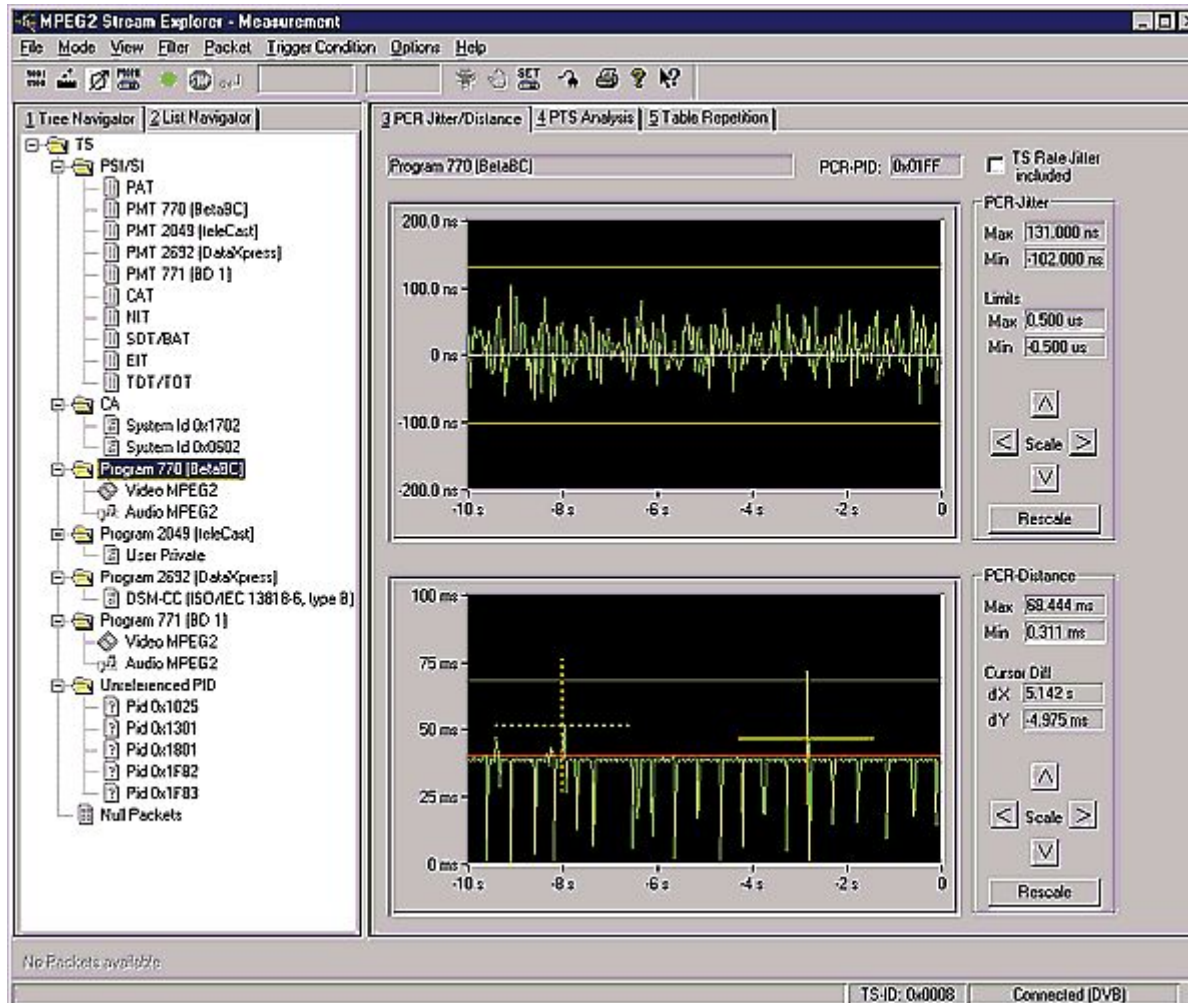 MPEG2 Stream Explorer - Measurement
File Mode View Filter Packet Trigger Condition Options Help
SET
1 Tree Navigator
2 List Navigator
TS
PSI/SI
PAT
PMT 770 [BetaBC]
PMT 2049 [teleCast]
PMT 2692 [DataXpress]
PMT 771 [BD 1]
CAT
NIT
SDT/BAT
EIT
TDT/TOT
CA
System Id 0x1702
System Id 0x0602
Program 770 [BetaBC]
Video MPEG2
Audio MPEG2
Program 2049 [teleCast]
User Private
Program 2692 [DataXpress]
DSM-CC [ISO/IEC 13818-6, type B]
Program 771 [BD 1]
Video MPEG2
Audio MPEG2
Unreferenced PID
Pid 0x1025
Pid 0x1301
Pid 0x1801
Pid 0x1F82
Pid 0x1F83
Null Packets
3 PCR Jitter/Distance
4 PTS Analysis
5 Table Repetition
Program 770 [BetaBC]
PCR-PID: 0x01FF
TS Rate Jitter
included
200.0 ns
100.0 ns
0 ns
-100.0 ns
-200.0 ns
-10 s -8 s -6 s -4 s -2 s 0
PCR-Jitter
Max 131.000 ns
Min -102.000 ns
Limits
Max 0.500 us
Min -0.500 us
Scale
Rescale
100 ms
75 ms
50 ms
25 ms
0 ms
-10 s -8 s -6 s -4 s -2 s 0
PCR-Distance
Max 68.444 ms
Min 0.311 ms
Cursor Diff
dX 5.142 s
dY -4.975 ms
Scale
Rescale
No Packets available
TS-ID: 0x0008
Connected (DVB)